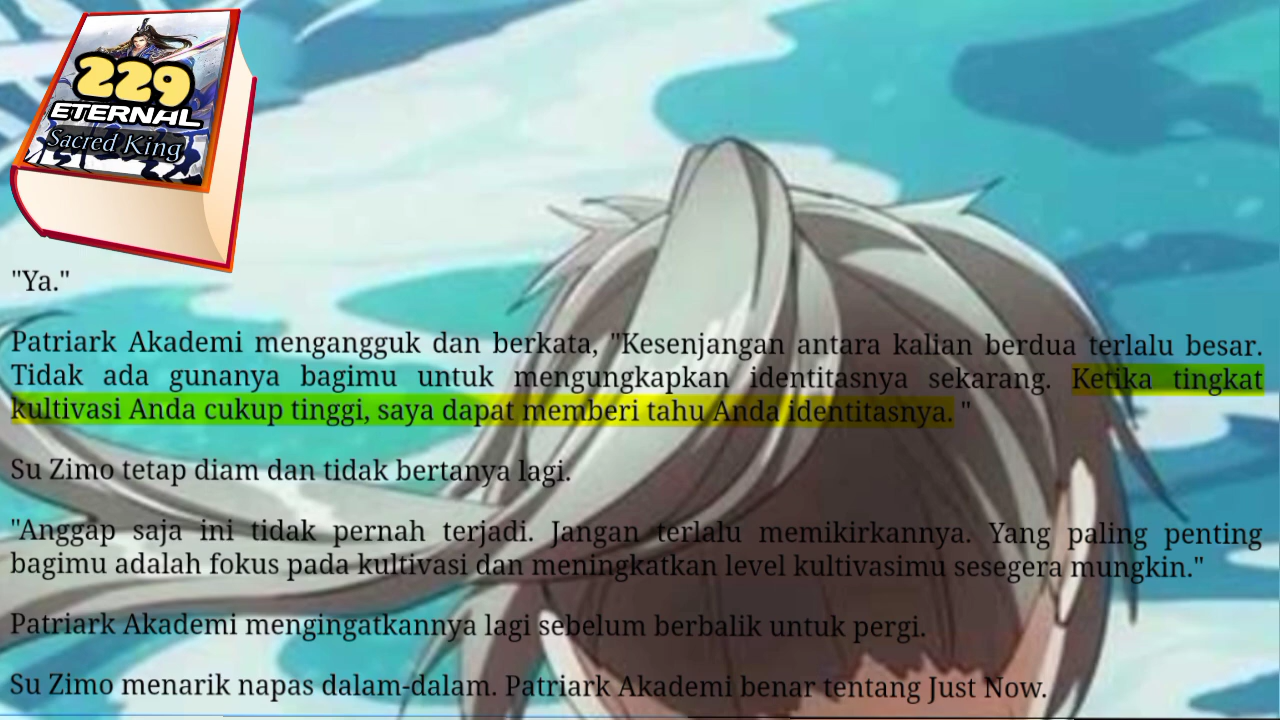 229
ETERNAL
Sacred King
"Ya."
Patriark Akademi mengangguk dan berkata, "Kesenjangan antara kalian berdua terlalu besar.
Tidak ada gunanya bagimu untuk mengungkapkan identitasnya sekarang. Ketika tingkat
kultivasi Anda cukup tinggi, saya dapat memberi tahu Anda identitasnya. "
Su Zimo tetap diam dan tidak bertanya lagi.
"Anggap saja ini tidak pernah terjadi. Jangan terlalu memikirkannya. Yang paling penting
bagimu adalah fokus pada kultivasi dan meningkatkan level kultivasimu sesegera mungkin."
Patriark Akademi mengingatkannya lagi sebelum berbalik untuk pergi.
Su Zimo menarik napas dalam-dalam. Patriark Akademi benar tentang Just Now.